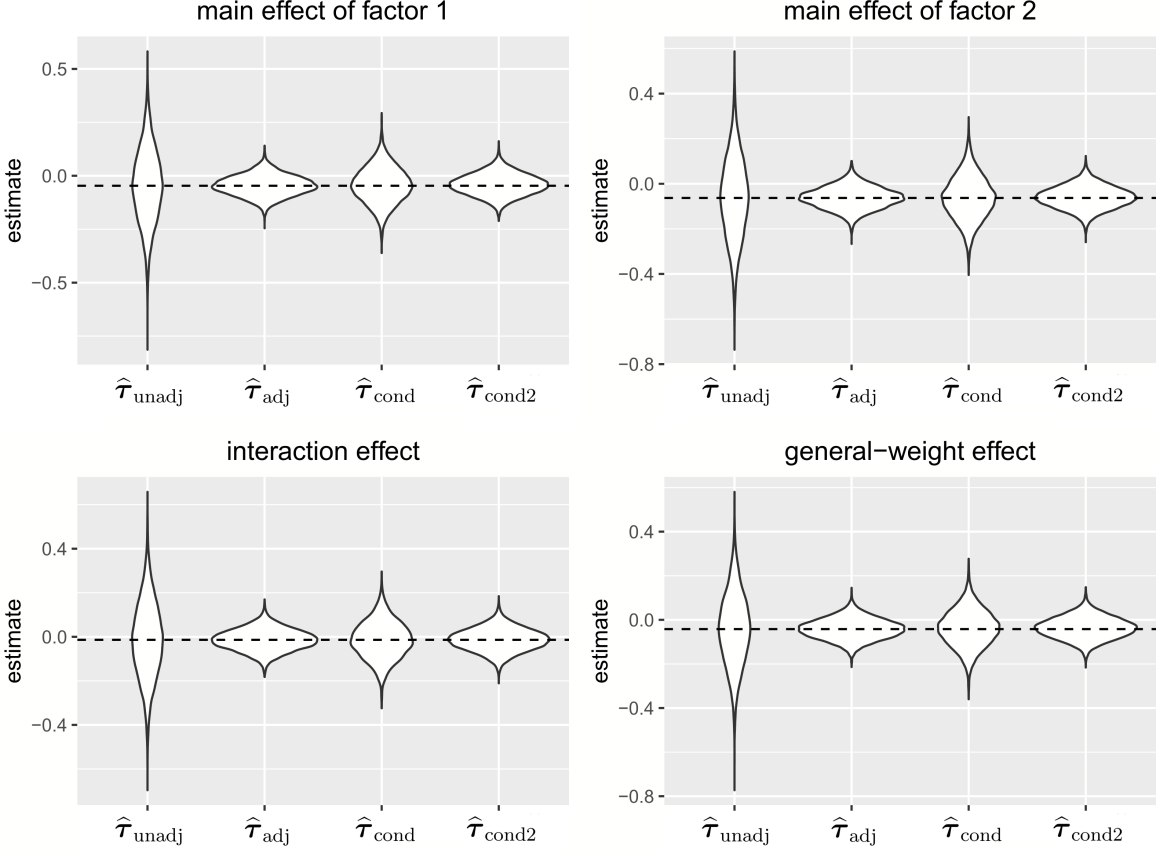 main effect of factor 1
estimate
0.5
0.0
−0.5
τ̂unadj τ̂adj τ̂cond τ̂cond2
main effect of factor 2
estimate
0.4
0.0
−0.4
−0.8
τ̂unadj τ̂adj τ̂cond τ̂cond2
interaction effect
estimate
0.4
0.0
−0.4
τ̂unadj τ̂adj τ̂cond τ̂cond2
general−weight effect
estimate
0.4
0.0
−0.4
−0.8
τ̂unadj τ̂adj τ̂cond τ̂cond2